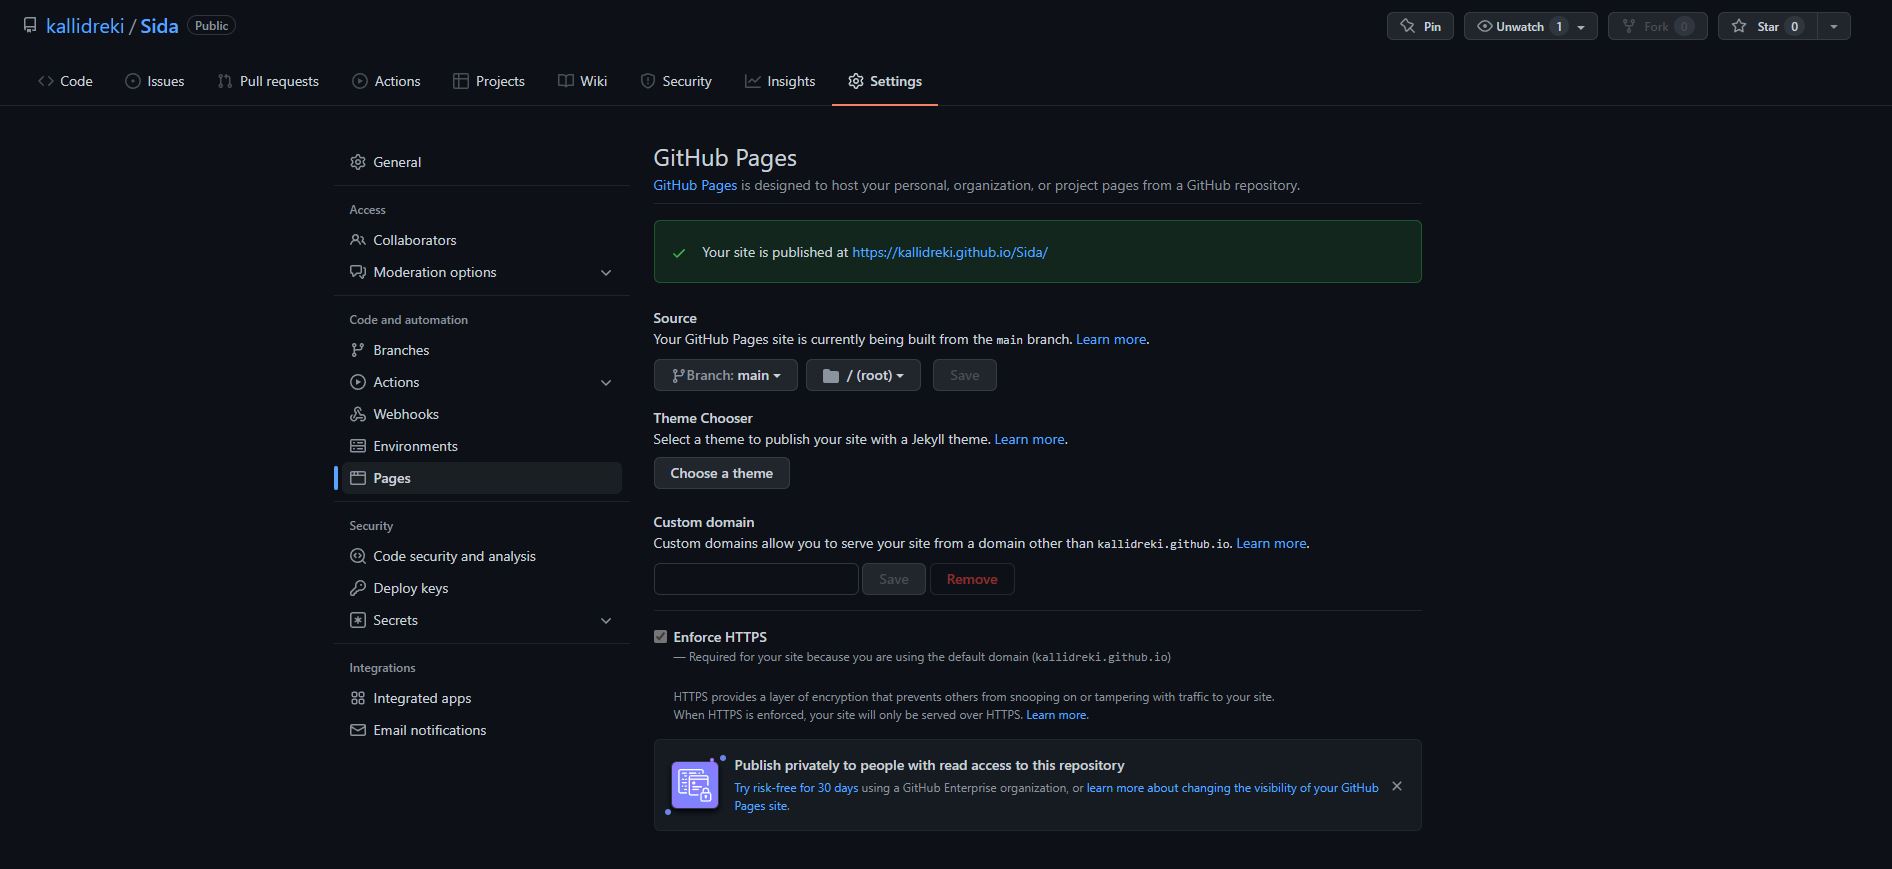 kallidreki / Sida Public
Pin
Unwatch 1
Fork 0
Star 0
Code
Issues
Pull requests
Actions
Projects
Wiki
Security
Insights
Settings
General
Access
Collaborators
Moderation options
Code and automation
Branches
Actions
Webhooks
Environments
Pages
Security
Code security and analysis
Deploy keys
Secrets
Integrations
Integrated apps
Email notifications
GitHub Pages
GitHub Pages is designed to host your personal, organization, or project pages from a GitHub repository.
Your site is published at https://kallidreki.github.io/Sida/
Source
Your GitHub Pages site is currently being built from the main branch. Learn more.
Branch: main
/ (root)
Save
Theme Chooser
Select a theme to publish your site with a Jekyll theme. Learn more.
Choose a theme
Custom domain
Custom domains allow you to serve your site from a domain other than kallidreki.github.io. Learn more.
Save
Remove
Enforce HTTPS
— Required for your site because you are using the default domain (kallidreki.github.io)
HTTPS provides a layer of encryption that prevents others from snooping on or tampering with traffic to your site.
When HTTPS is enforced, your site will only be served over HTTPS. Learn more.
Publish privately to people with read access to this repository
Try risk-free for 30 days using a GitHub Enterprise organization, or learn more about changing the visibility of your GitHub
Pages site.